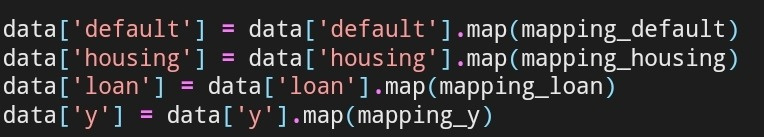 data['default'] = data['default'].map(mapping_default)
data['housing'] = data['housing'].map(mapping_housing)
data['loan'] = data['loan'].map(mapping_loan)
data['y'] = data['y'].map(mapping_y)